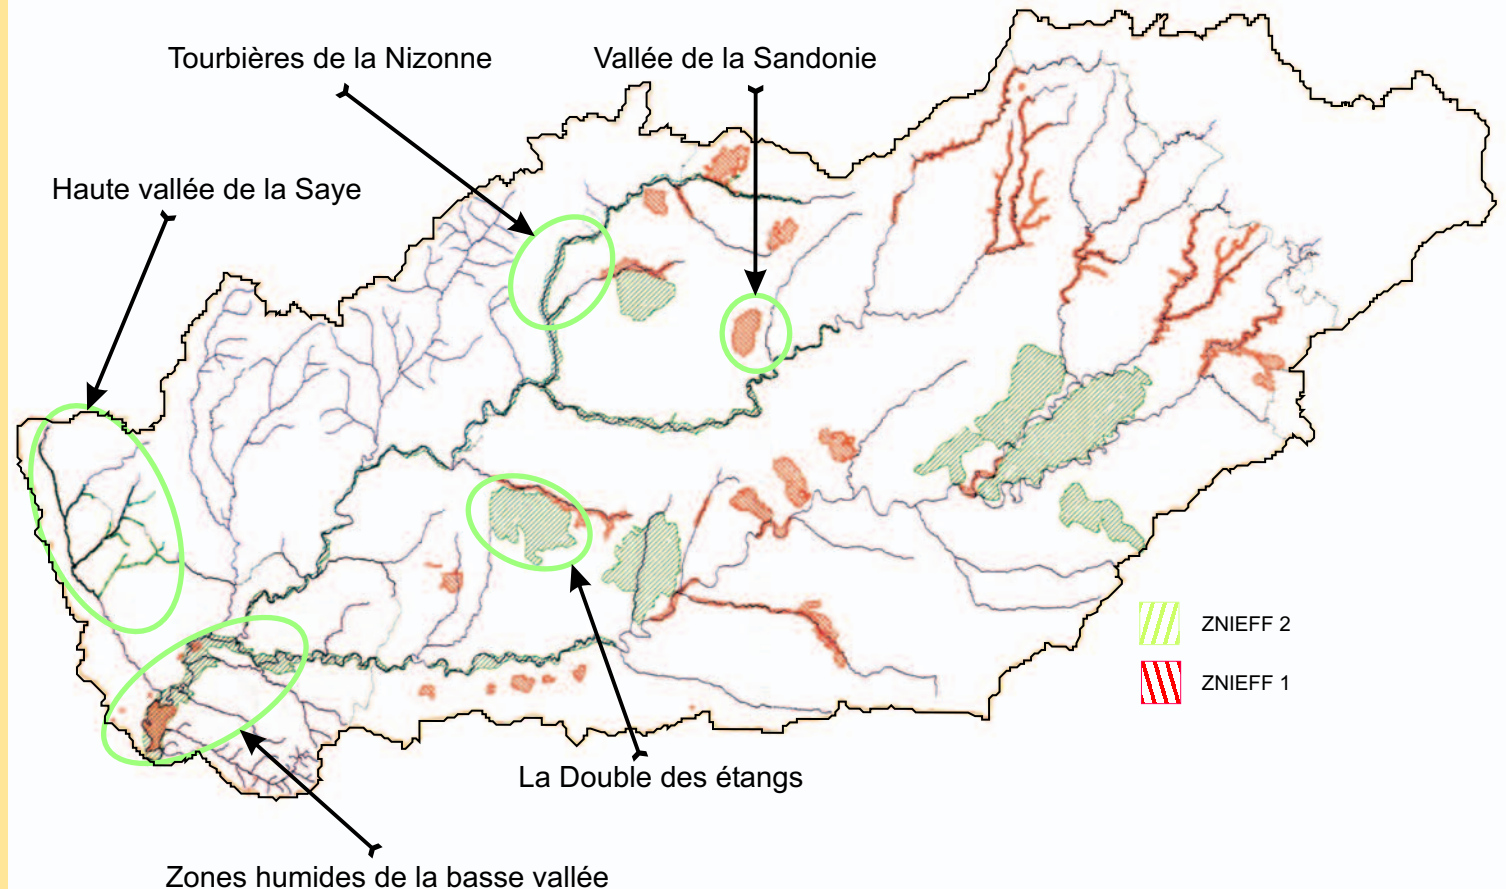 Tourbières de la Nizonne
Vallée de la Sandonie
Haute vallée de la Saye
ZNIEFF 2
ZNIEFF 1
La Double des étangs
Zones humides de la basse vallée